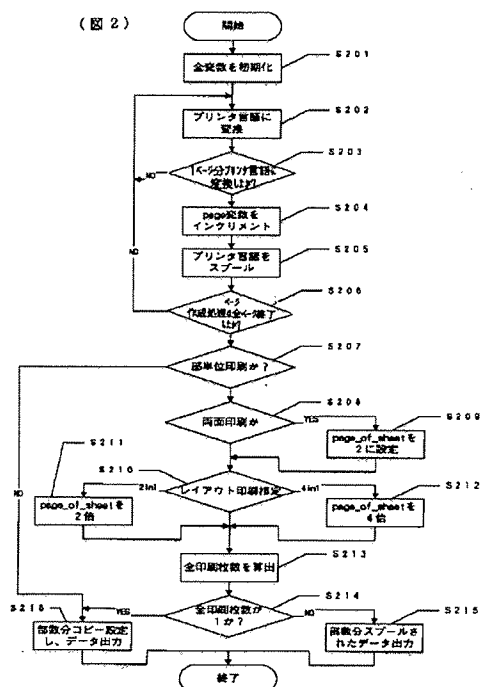 (図2)
開始
S201
全変数を初期化
S202
プリンタ言語に
変換
S203
1ページ分プリンタ言語に
変換したか?
NO
S204
page変数を
インクリメント
S205
プリンタ言語を
スプール
S206
ページ
作成処理は全ページ終了
したか?
NO
S207
部単位印刷か?
NO
S208
両面印刷か
YES
S209
page_of_sheetを
2に設定
S210
レイアウト印刷指定
2in1
4in1
S211
page_of_sheetを
2倍
S212
page_of_sheetを
4倍
S213
全印刷枚数を算出
S214
全印刷枚数が
1か?
YES
NO
S216
部数分コピー設定
し、データ出力
S215
部数分スプールさ
れたデータ出力
終了